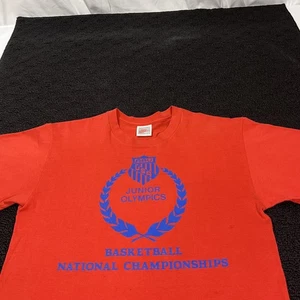 JUNIOR
OLYMPICS
BASKETBALL
NATIONAL CHAMPIONSHIPS